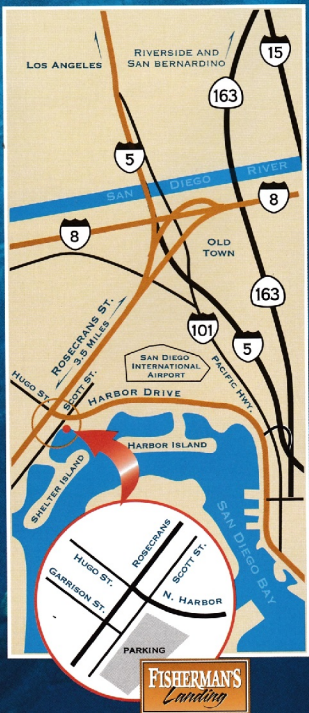 LOS ANGELES
RIVERSIDE AND
SAN BERNARDINO
15
163
5
SAN DIEGO RIVER
8
8
OLD
TOWN
ROSECRANS ST.
3.5 MILES
163
101
5
SAN DIEGO
INTERNATIONAL
AIRPORT
PACIFIC HWY.
HUGO ST.
SCOTT ST.
HARBOR DRIVE
HARBOR ISLAND
SHELTER ISLAND
SAN DIEGO BAY
ROSECRANS
HUGO ST.
SCOTT ST.
GARRISON ST.
N. HARBOR
PARKING
FISHERMAN'S
Landing